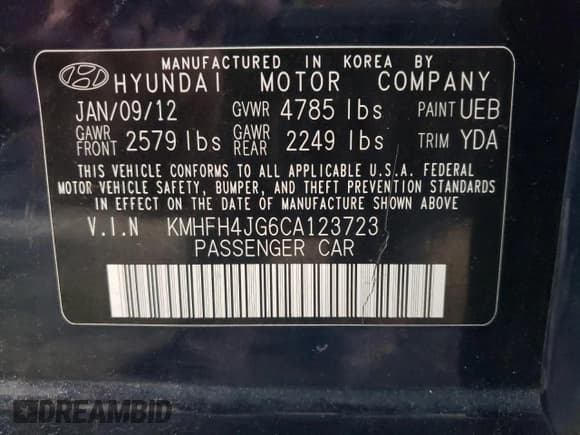 MANUFACTURED IN KOREA BY
HYUNDAI MOTOR COMPANY
JAN/09/12 GVWR 4785 lbs PAINT UEB
GAWR FRONT 2579 lbs GAWR REAR 2249 lbs TRIM YDA
THIS VEHICLE CONFORMS TO ALL APPLICABLE U.S.A. FEDERAL
MOTOR VEHICLE SAFETY, BUMPER, AND THEFT PREVENTION STANDARDS
IN EFFECT ON THE DATE OF MANUFACTURE SHOWN ABOVE.
V.I.N KMHFH4JG6CA123723
PASSENGER CAR
DREAMBID